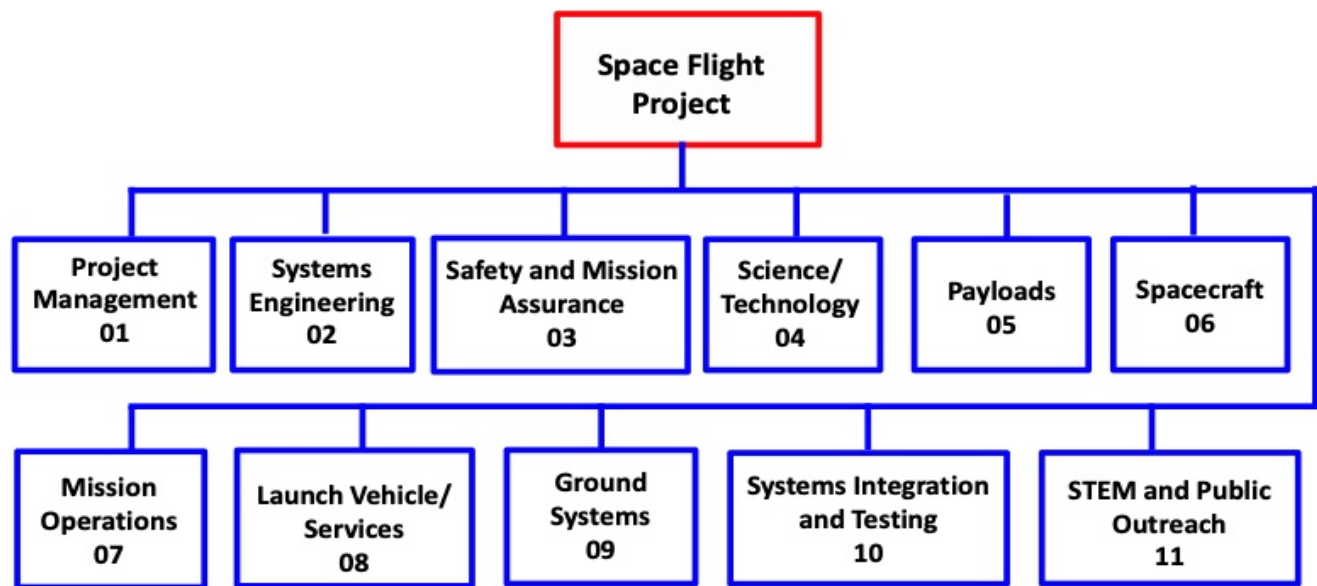 Space Flight
Project
Project
Management
01
Systems
Engineering
02
Safety and Mission
Assurance
03
Science/
Technology
04
Payloads
05
Spacecraft
06
Mission
Operations
07
Launch Vehicle/
Services
08
Ground
Systems
09
Systems Integration
and Testing
10
STEM and Public
Outreach
11